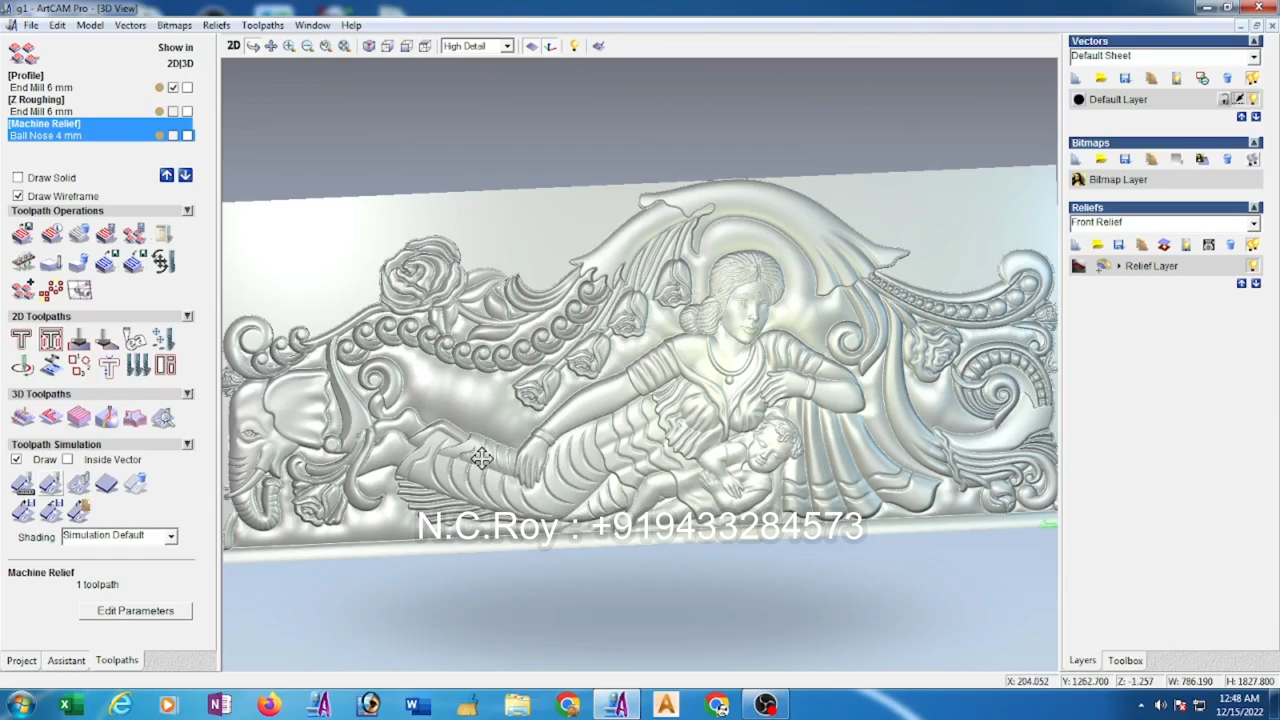 g1 - ArtCAM Pro - [3D View]
File Edit Model Vectors Bitmaps Reliefs Toolpaths Window Help
Show in
2D|3D
[Profile]
End Mill 6 mm
[Z Roughing]
End Mill 6 mm
[Machine Relief]
Ball Nose 4 mm
Draw Solid
Draw Wireframe
Toolpath Operations
2D Toolpaths
3D Toolpaths
Toolpath Simulation
Draw Inside Vector
Shading Simulation Default
Machine Relief
1 toolpath
Edit Parameters
Project Assistant Toolpaths
2D High Detail
N.C.Roy : +919433284573
Vectors
Default Sheet
Default Layer
Bitmaps
Bitmap Layer
Reliefs
Front Relief
Relief Layer
Layers Toolbox
X: 204.052 Y: 1262.700 Z: -1.257 W: 786.190 H: 1827.800
12:48 AM
12/15/2022